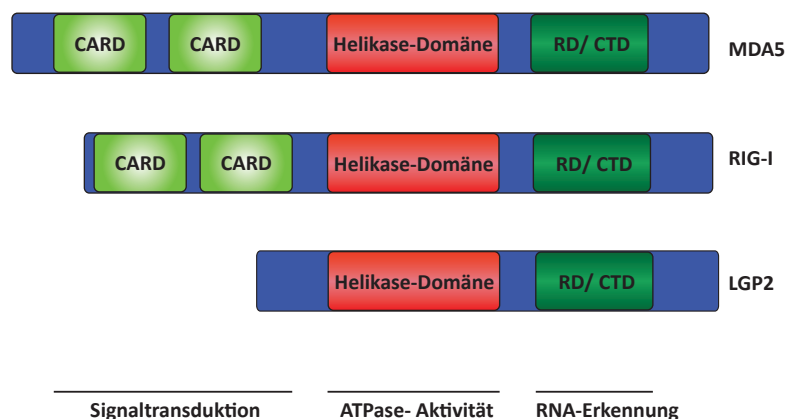 CARD CARD Helikase-Domäne RD/ CTD MDA5
CARD CARD Helikase-Domäne RD/ CTD RIG-I
Helikase-Domäne RD/ CTD LGP2
Signaltransduktion ATPase- Aktivität RNA-Erkennung